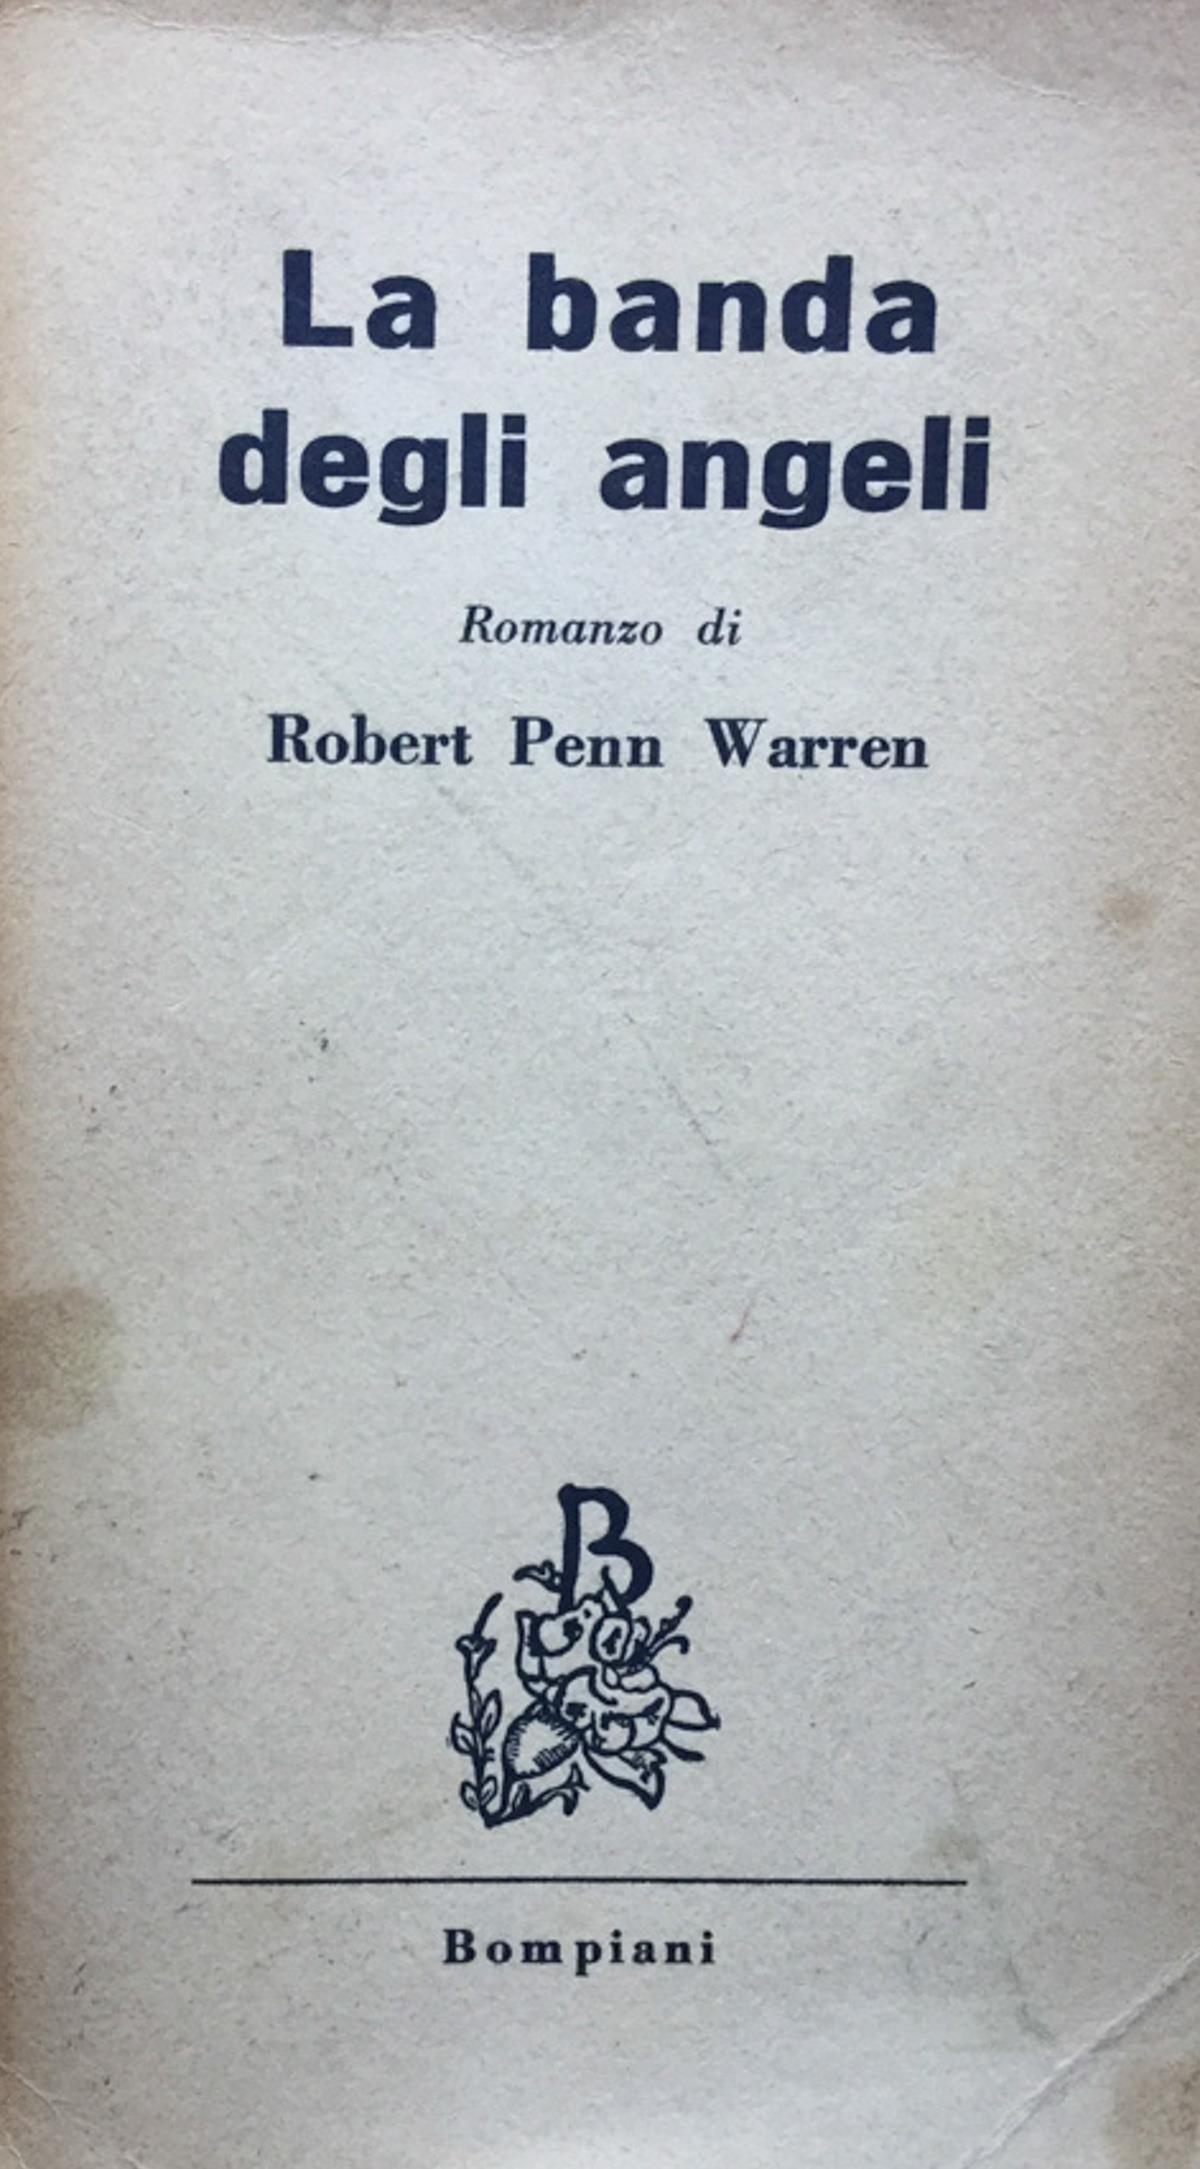 La banda
degli angeli
Romanzo di
Robert Penn Warren
B
Bompiani